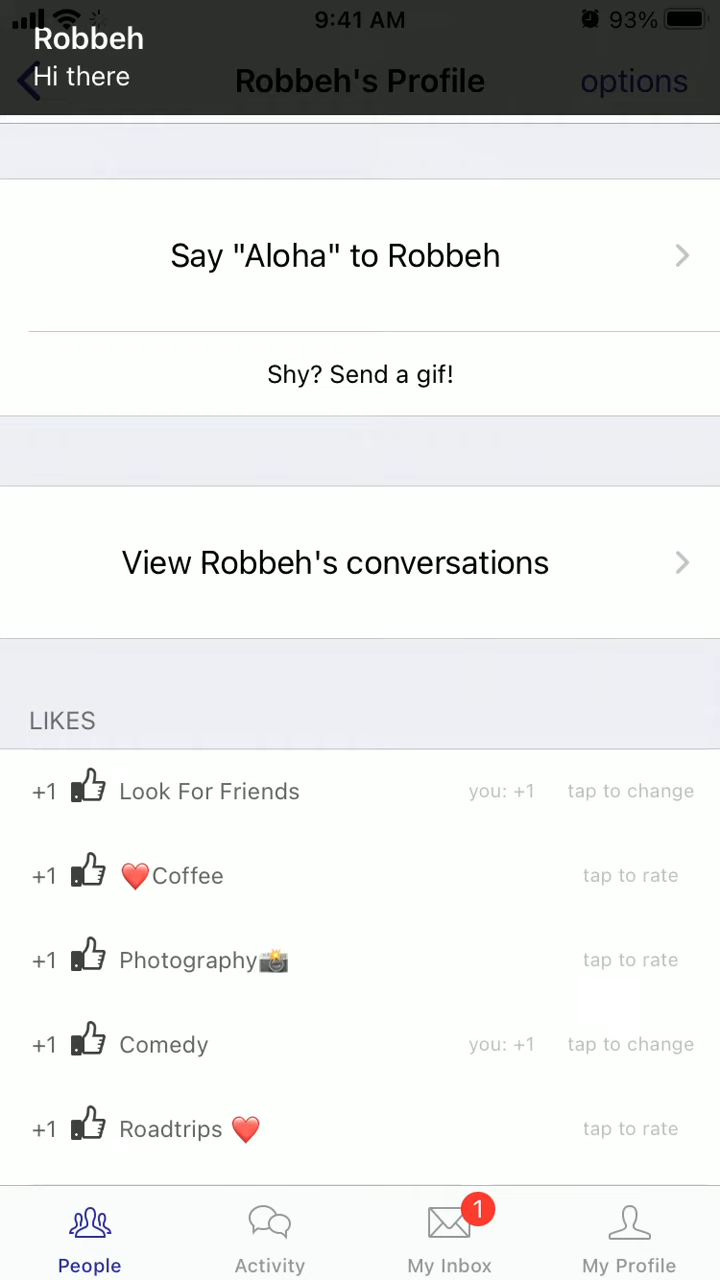 9:41 AM 93%
Robbeh
Hi there
Robbeh's Profile
options
Say "Aloha" to Robbeh
Shy? Send a gif!
View Robbeh's conversations
LIKES
+1 Look For Friends you: +1 tap to change
+1 ❤️Coffee tap to rate
+1 Photography📸 tap to rate
+1 Comedy you: +1 tap to change
+1 Roadtrips ❤️ tap to rate
1
People Activity My Inbox My Profile